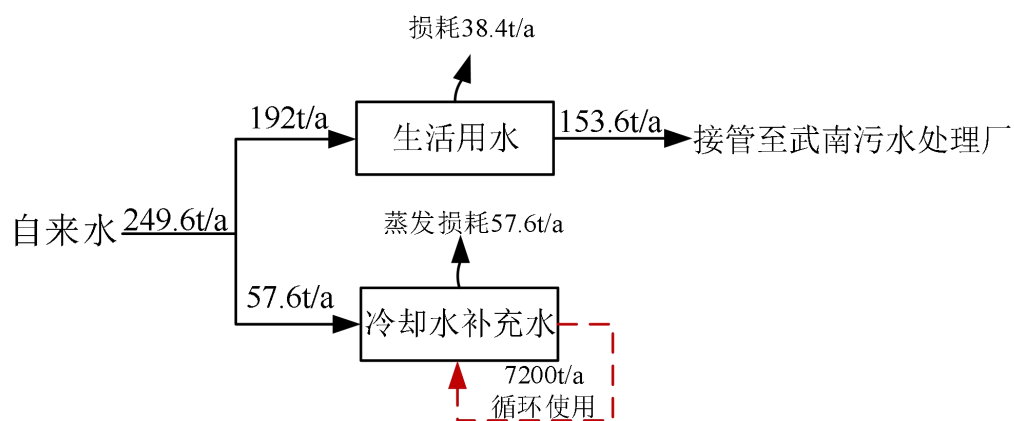 损耗38.4t/a
192t/a
生活用水
153.6t/a
接管至武南污水处理厂
自来水
249.6t/a
蒸发损耗57.6t/a
57.6t/a
冷却水补充水
7200t/a
循环使用